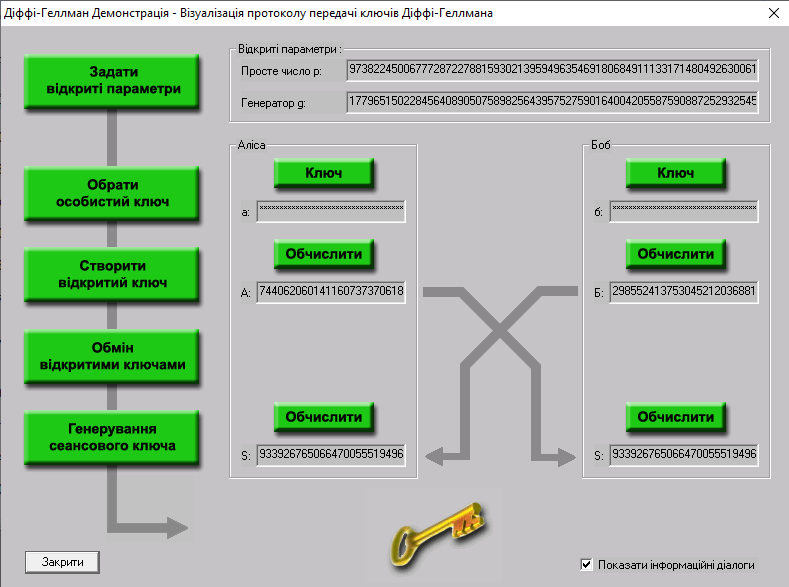 Діффі-Геллман Демонстрація - Візуалізація протоколу передачі ключів Діффі-Геллмана
Задати
відкриті параметри
Обрати
особистий ключ
Створити
відкритий ключ
Обмін
відкритими ключами
Генерування
сеансового ключа
Закрити
Відкриті параметри :
Просте число р:
97382245006777287227881593021395949635469180684911133171480492630061
Генератор g:
17796515022845640890507589825643957527590164004205587590887252932545
Аліса
Ключ
а:
Обчислити
А:
744062060141160737370618
Обчислити
S:
933926765066470055519496
Боб
Ключ
б:
Обчислити
Б:
298552413753045212036881
Обчислити
S:
933926765066470055519496
Показати інформаційні діалоги